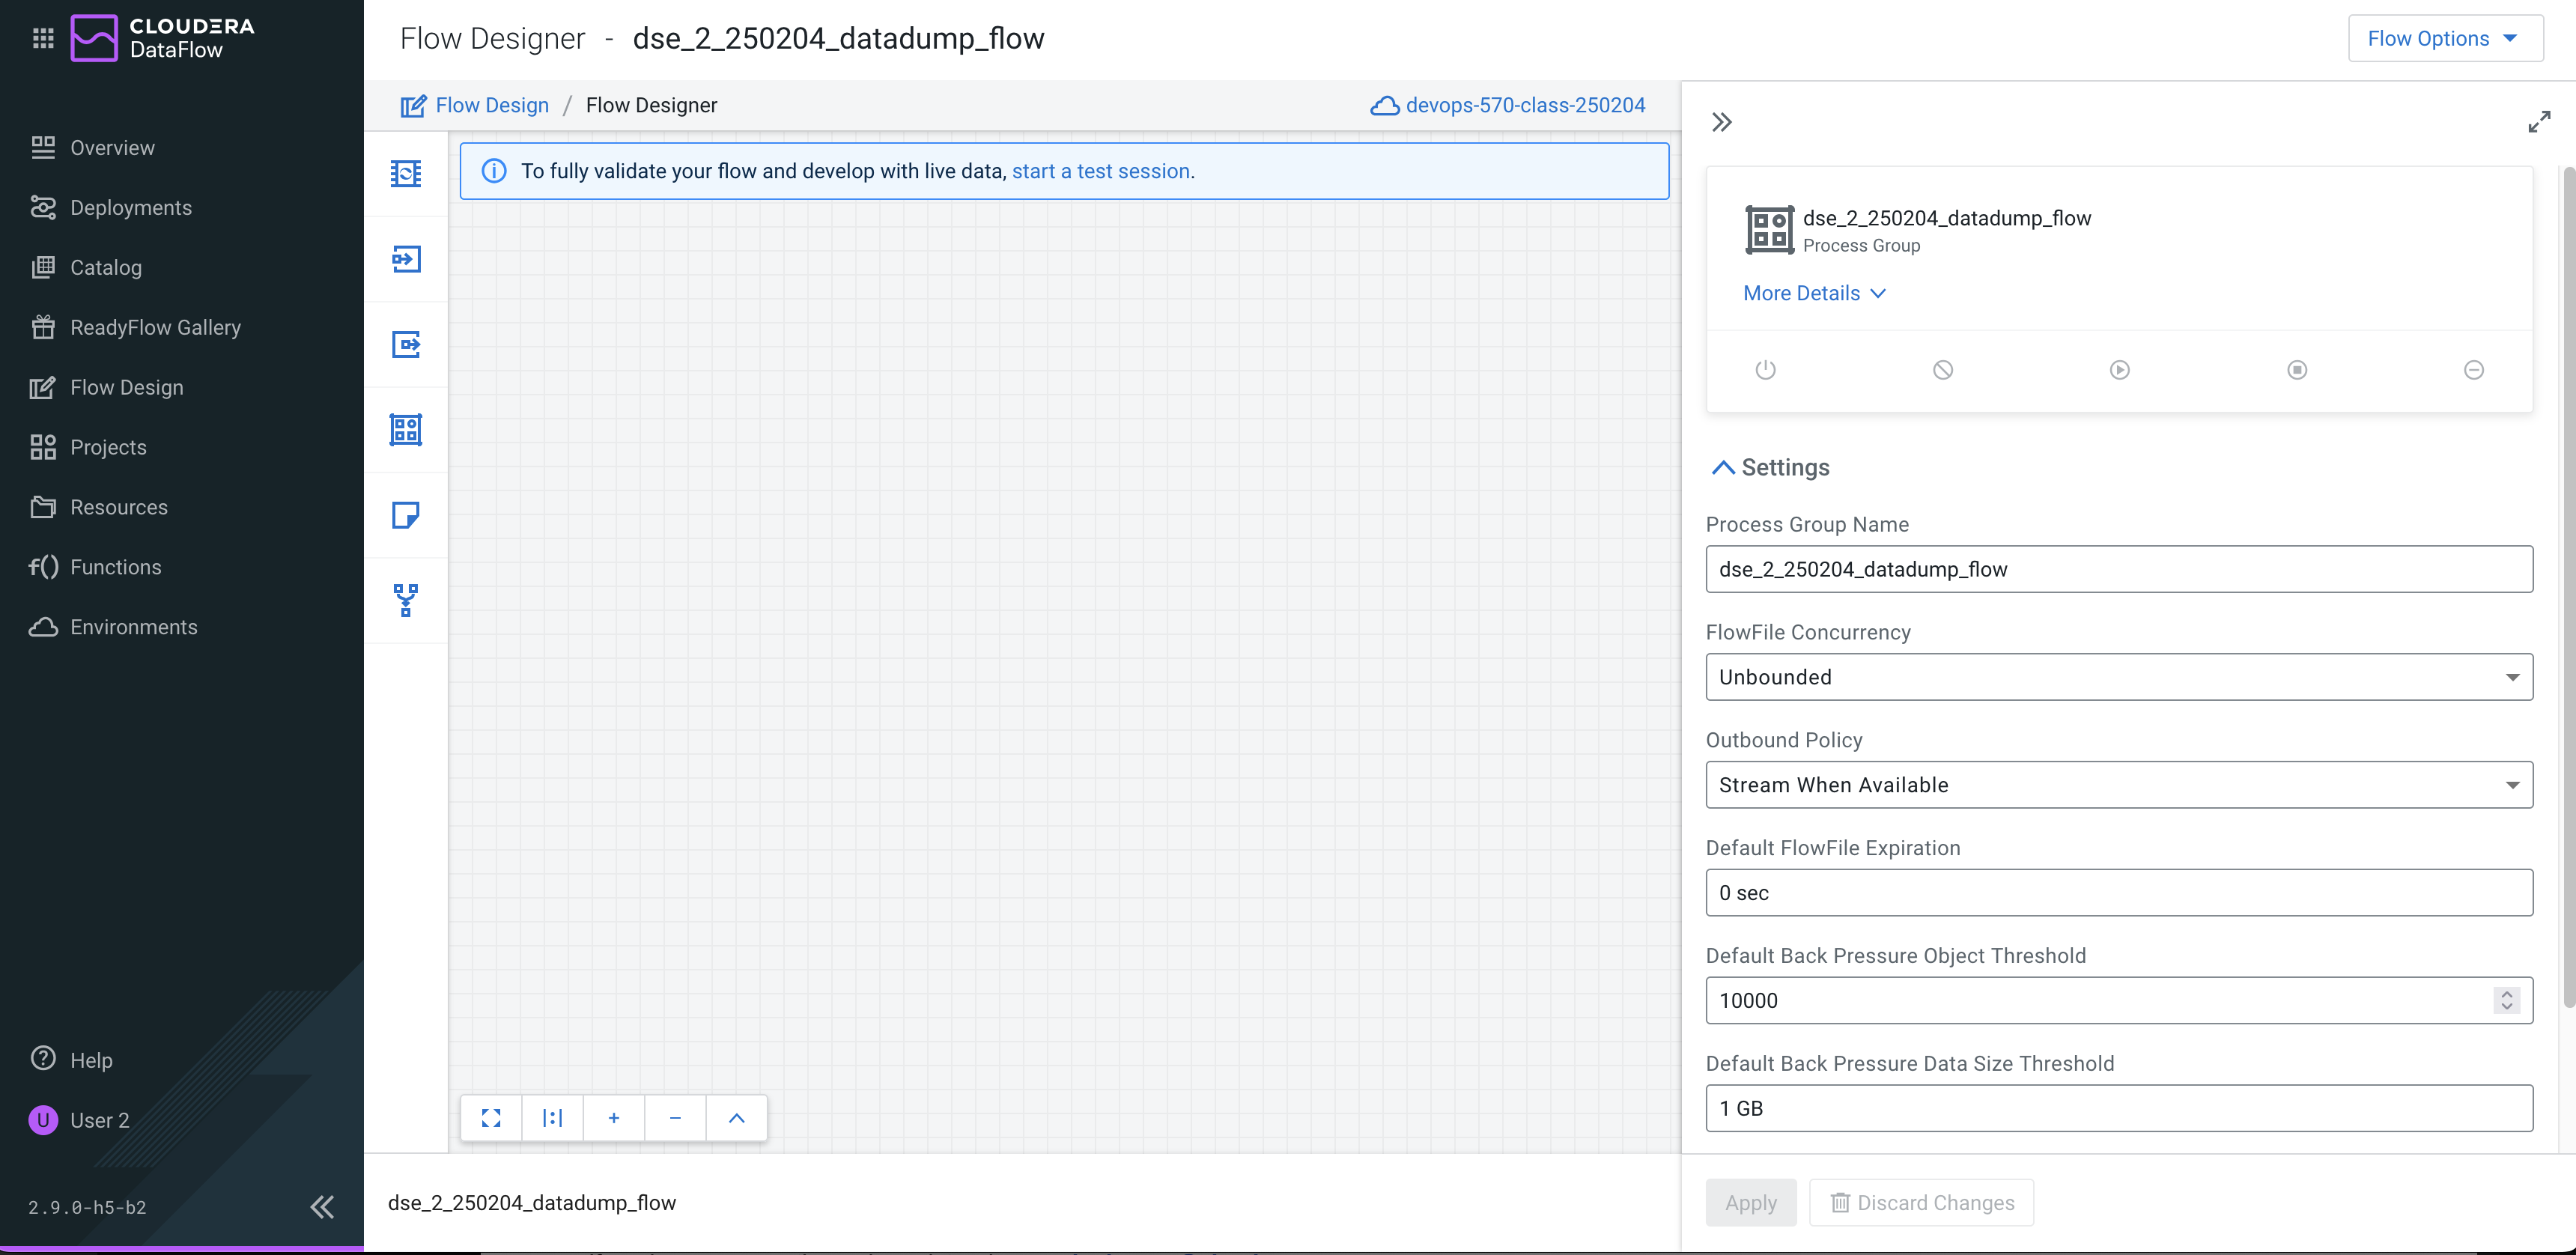 CLOUDERA
DataFlow
Overview
Deployments
Catalog
ReadyFlow Gallery
Flow Design
Projects
Resources
f() Functions
Environments
Help
U User 2
2.9.0-h5-b2
Flow Designer - dse_2_250204_datadump_flow
Flow Options
Flow Design / Flow Designer
devops-570-class-250204
To fully validate your flow and develop with live data, start a test session.
dse_2_250204_datadump_flow
dse_2_250204_datadump_flow
Process Group
More Details
Settings
Process Group Name
dse_2_250204_datadump_flow
FlowFile Concurrency
Unbounded
Outbound Policy
Stream When Available
Default FlowFile Expiration
0 sec
Default Back Pressure Object Threshold
10000
Default Back Pressure Data Size Threshold
1 GB
Apply
Discard Changes